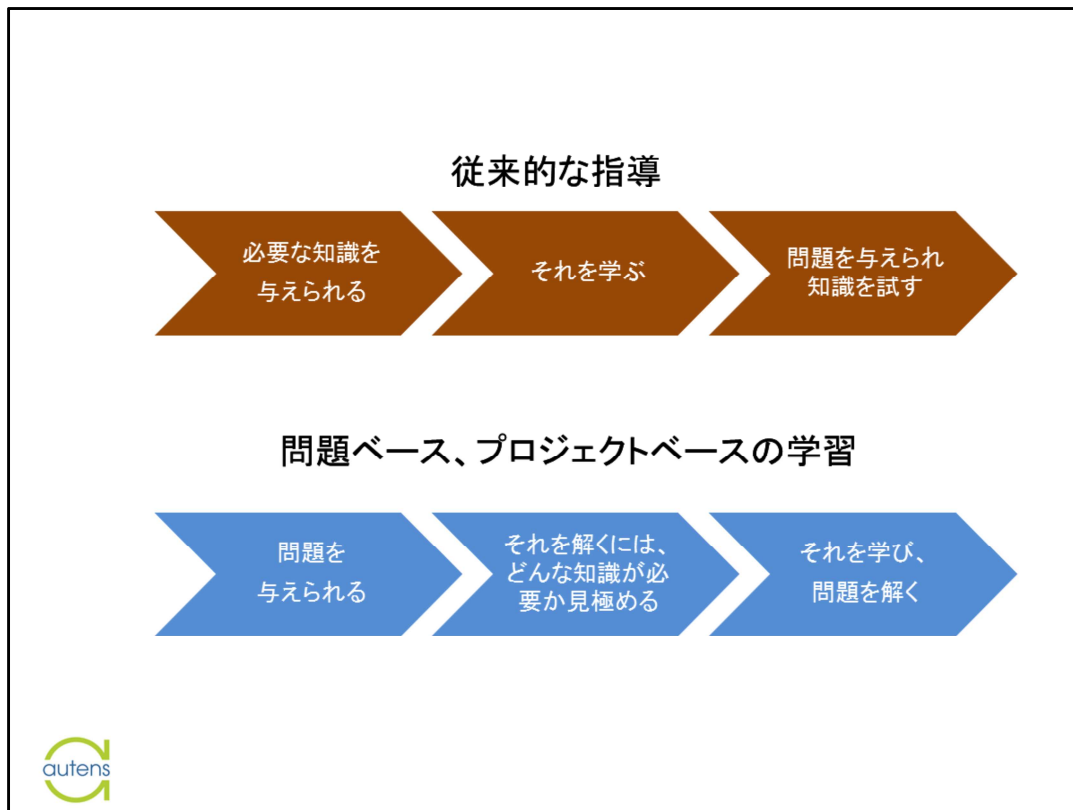 従来的な指導
必要な知識を
与えられる
それを学ぶ
問題を与えられ
知識を試す
問題ベース、プロジェクトベースの学習
問題を
与えられる
それを解くには、
どんな知識が必
要か見極める
それを学び、
問題を解く
autens